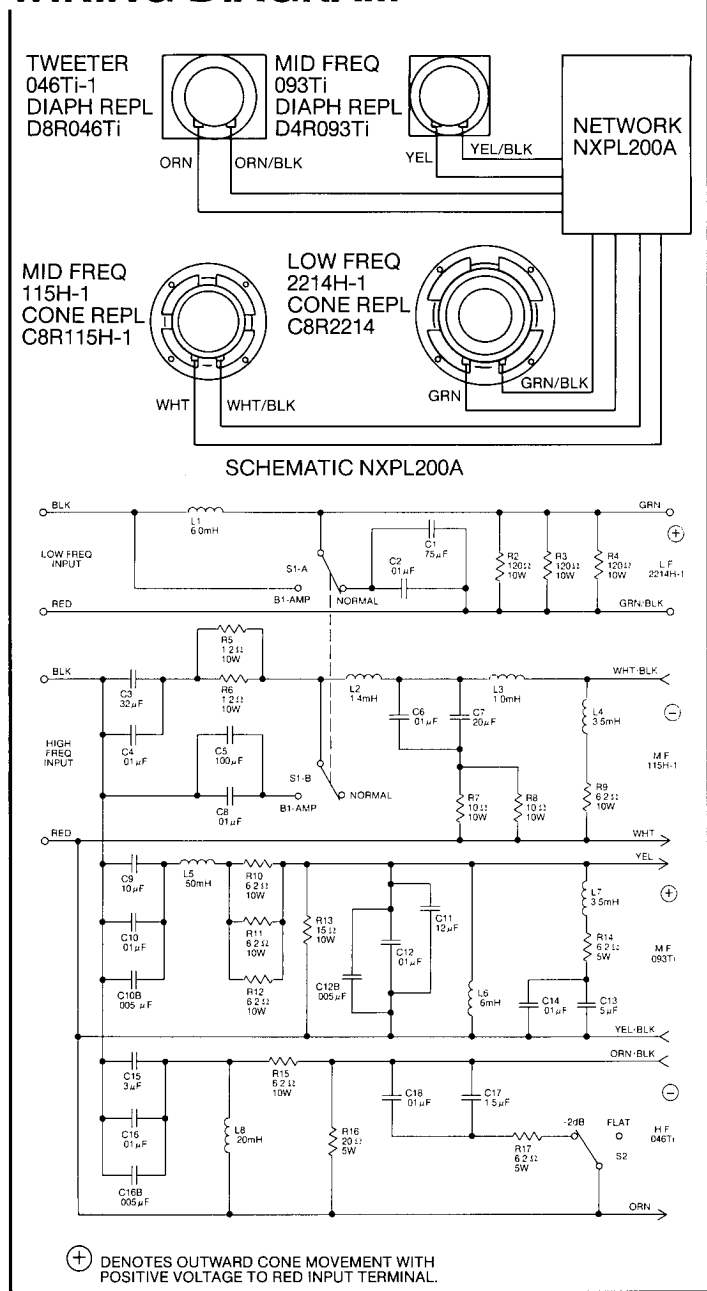 WIRING DIAGRAM
TWEETER
046Ti-1
DIAPH REPL
D8R046Ti
MID FREQ
093Ti
DIAPH REPL
D4R093Ti
NETWORK
NXPL200A
ORN
ORN/BLK
YEL
YEL/BLK
MID FREQ
115H-1
CONE REPL
C8R115H-1
LOW FREQ
2214H-1
CONE REPL
C8R2214
WHT
WHT/BLK
GRN
GRN/BLK
SCHEMATIC NXPL200A
BLK
L1
6.0mH
GRN
LOW FREQ
INPUT
S1-A
B1-AMP
NORMAL
C1
75µF
C2
.01µF
R2
120Ω
10W
R3
120Ω
10W
R4
120Ω
10W
+
L F
2214H-1
RED
GRN/BLK
R5
1.2Ω
10W
BLK
C3
32µF
R6
1.2Ω
10W
L2
1.4mH
L3
1.0mH
WHT-BLK
C4
.01µF
C6
.01µF
C7
20µF
L4
3.5mH
−
HIGH
FREQ
INPUT
C5
100µF
S1-B
C8
.01µF
B1-AMP
NORMAL
R7
10Ω
10W
R8
10Ω
10W
R9
6.2Ω
10W
M F
115H-1
RED
WHT
YEL
C9
10µF
L5
.50mH
R10
6.2Ω
10W
L7
3.5mH
+
C10
.01µF
R11
6.2Ω
10W
R13
15Ω
10W
C11
12µF
C12
.01µF
R14
6.2Ω
5W
M F
093Ti
C10B
.005µF
R12
6.2Ω
10W
C12B
.005µF
L6
.6mH
C14
.01µF
C13
5µF
YEL-BLK
ORN-BLK
C15
3µF
R15
6.2Ω
10W
C18
.01µF
C17
1.5µF
−
C16
.01µF
L8
.20mH
R16
20Ω
5W
R17
6.2Ω
5W
-2dB
FLAT
S2
H F
046Ti
C16B
.005µF
ORN
+ DENOTES OUTWARD CONE MOVEMENT WITH
POSITIVE VOLTAGE TO RED INPUT TERMINAL.